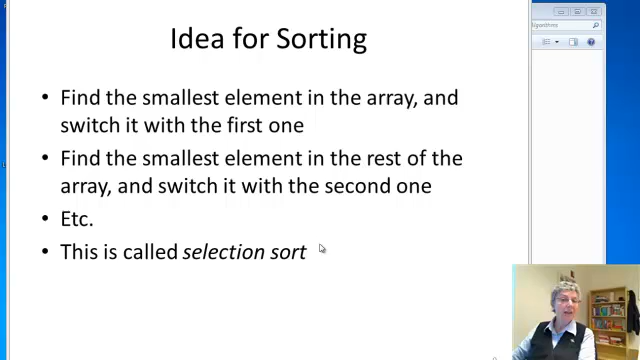 Idea for Sorting
Algorithms
• Find the smallest element in the array, and
switch it with the first one
• Find the smallest element in the rest of the
array, and switch it with the second one
• Etc.
• This is called selection sort